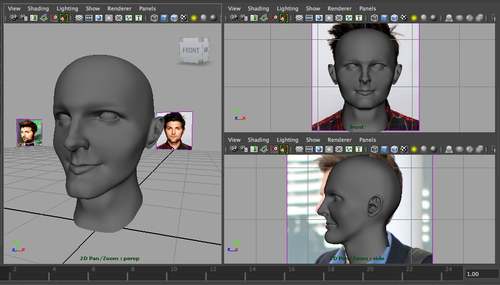 View Shading Lighting Show Renderer Panels
FRONT
2D Pan/Zoom : persp
View Shading Lighting Show Renderer Panels
front
View Shading Lighting Show Renderer Panels
2D Pan/Zoom : side
2 4 6 8 10 12 14 16 18 20 22 24
1.00